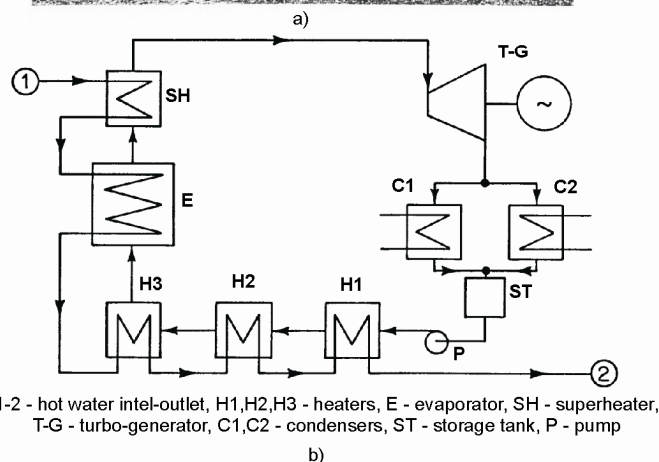 a)
T-G
1
SH
~
C1
C2
E
H3
H2
H1
ST
P
2
1-2 - hot water intel-outlet, H1,H2,H3 - heaters, E - evaporator, SH - superheater,
T-G - turbo-generator, C1,C2 - condensers, ST - storage tank, P - pump
b)